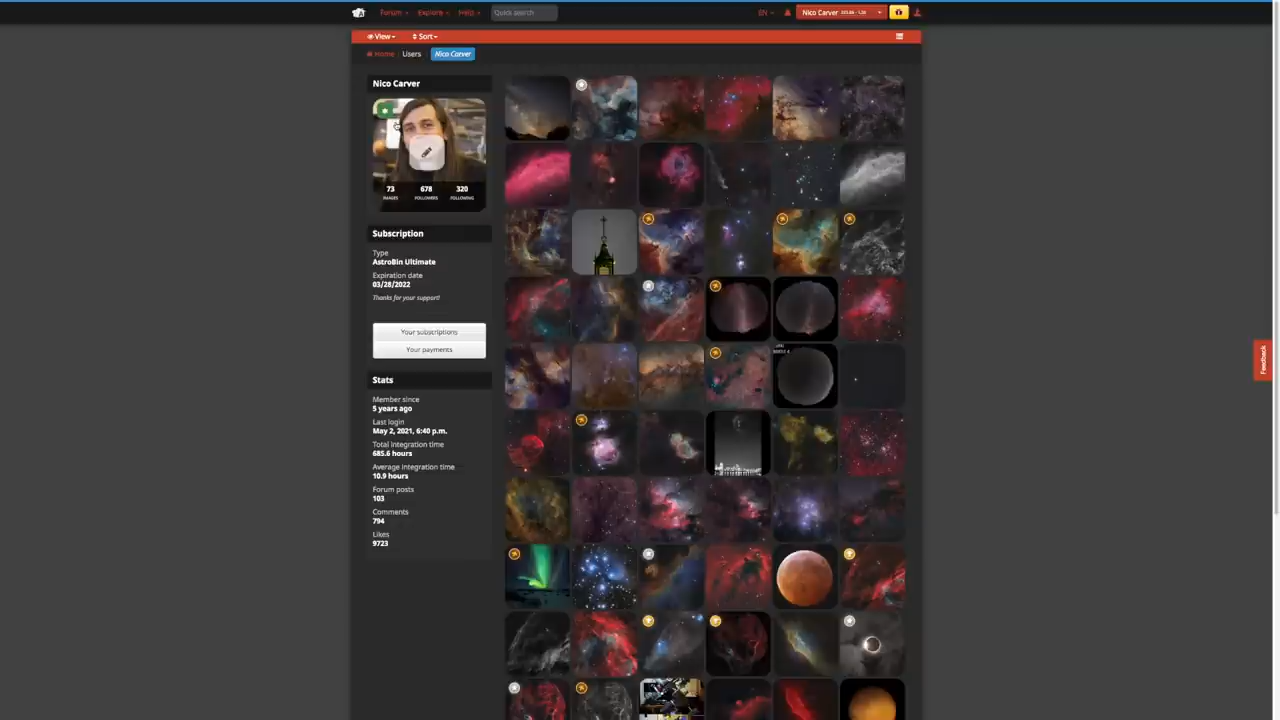 Forum
Explore
Help
Quick search
EN
Nico Carver
View
Sort
Home
Users
Nico Carver
Nico Carver
73
678
320
IMAGES
FOLLOWERS
FOLLOWING
Subscription
Type
AstroBin Ultimate
Expiration date
03/28/2022
Thanks for your support!
Your subscriptions
Your payments
Stats
Member since
5 years ago
Last login
May 2, 2021, 6:40 p.m.
Total integration time
685.6 hours
Average integration time
10.9 hours
Forum posts
103
Comments
794
Likes
9723
Feedback